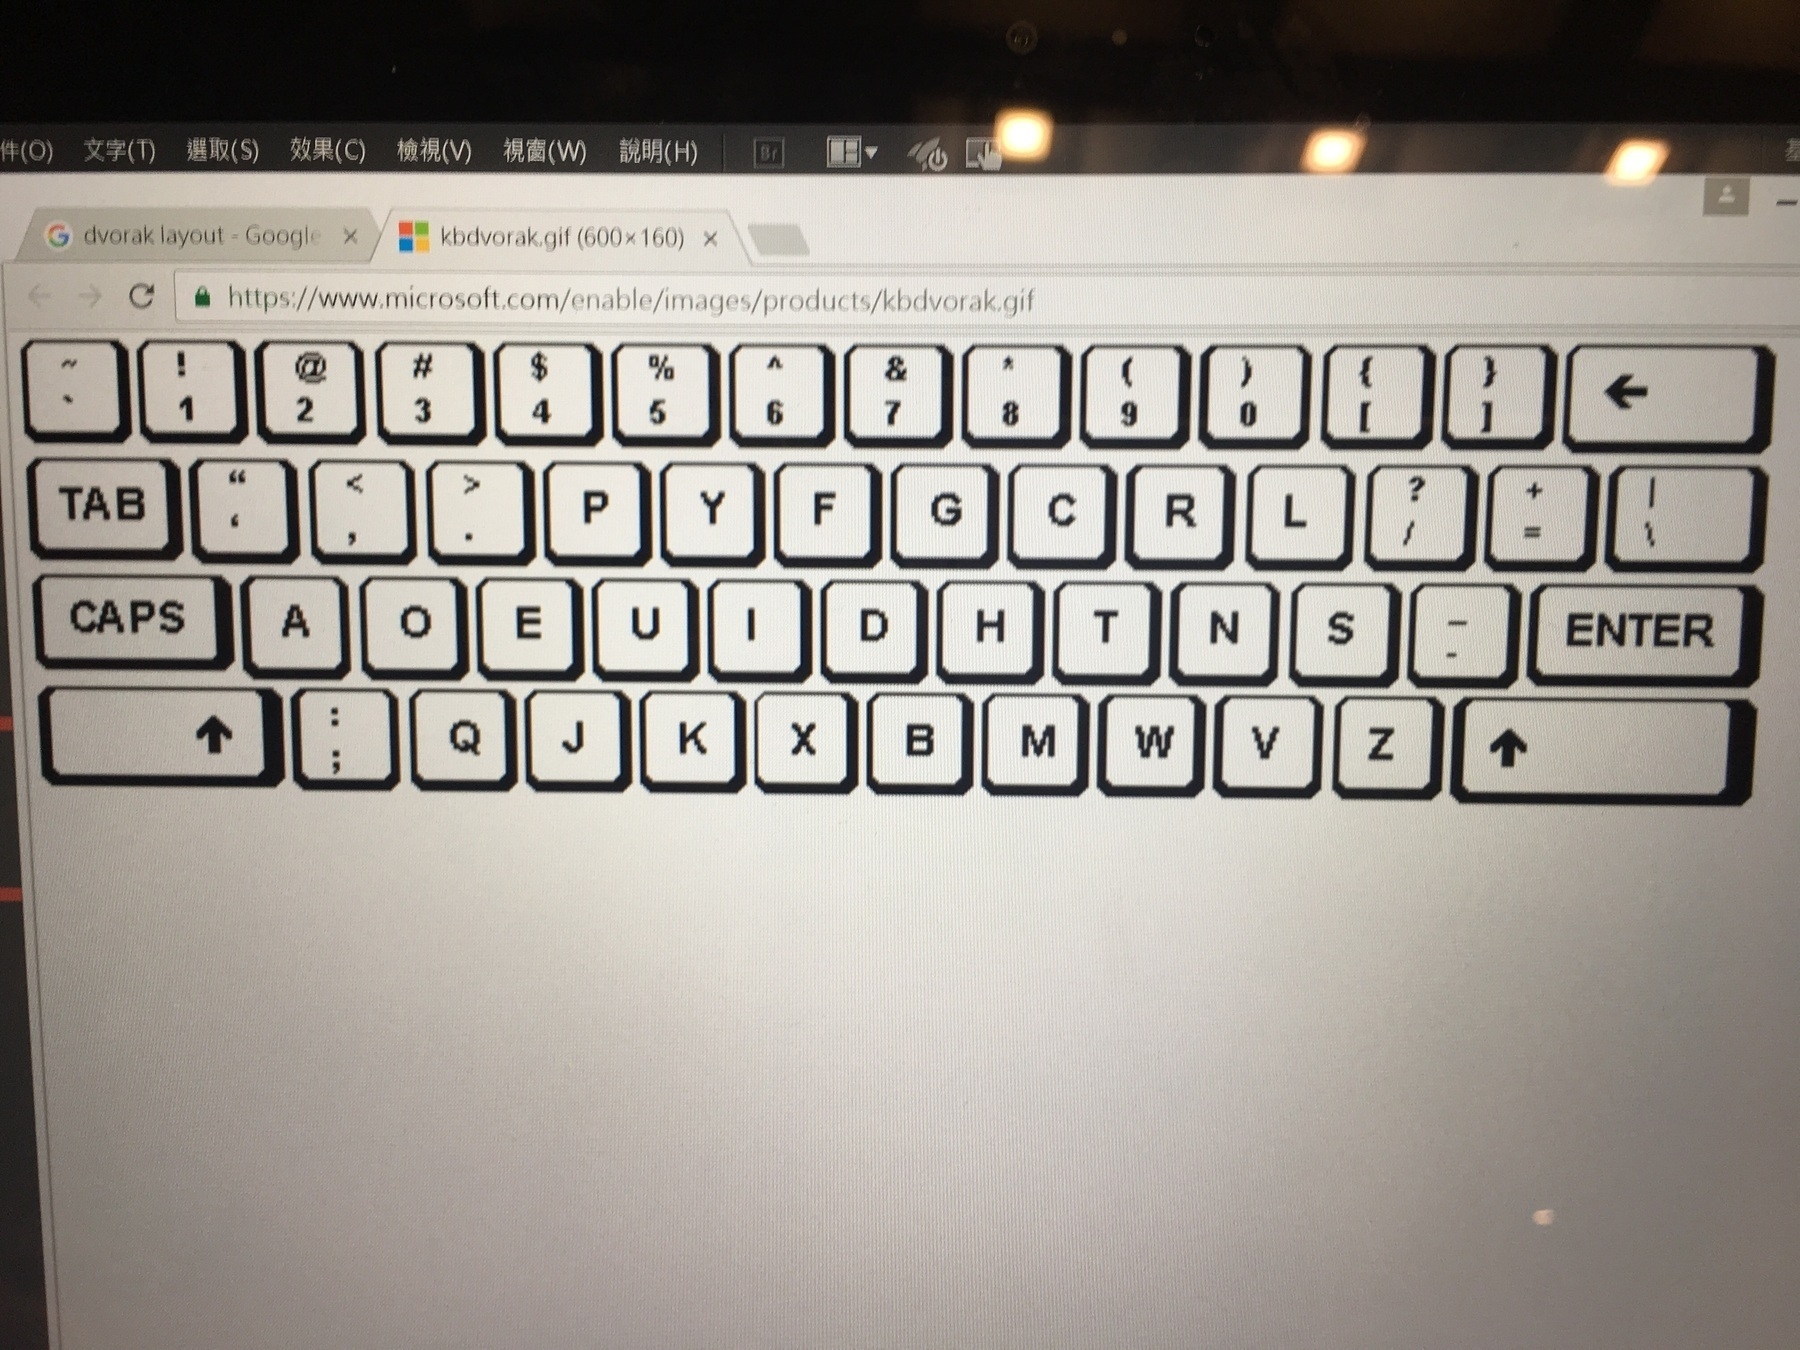 件(O) 文字(T) 選取(S) 效果(C) 檢視(V) 視窗(W) 說明(H) Br
dvorak layout - Google
kbdvorak.gif (600×160)
https://www.microsoft.com/enable/images/products/kbdvorak.gif
~ ! @ # $ % ^ & * ( ) { }
` 1 2 3 4 5 6 7 8 9 0 [ ] ←
TAB “ < > P Y F G C R L ? + |
‘ , . / = \
CAPS A O E U I D H T N S _ ENTER
-
↑ : Q J K X B M W V Z ↑
;